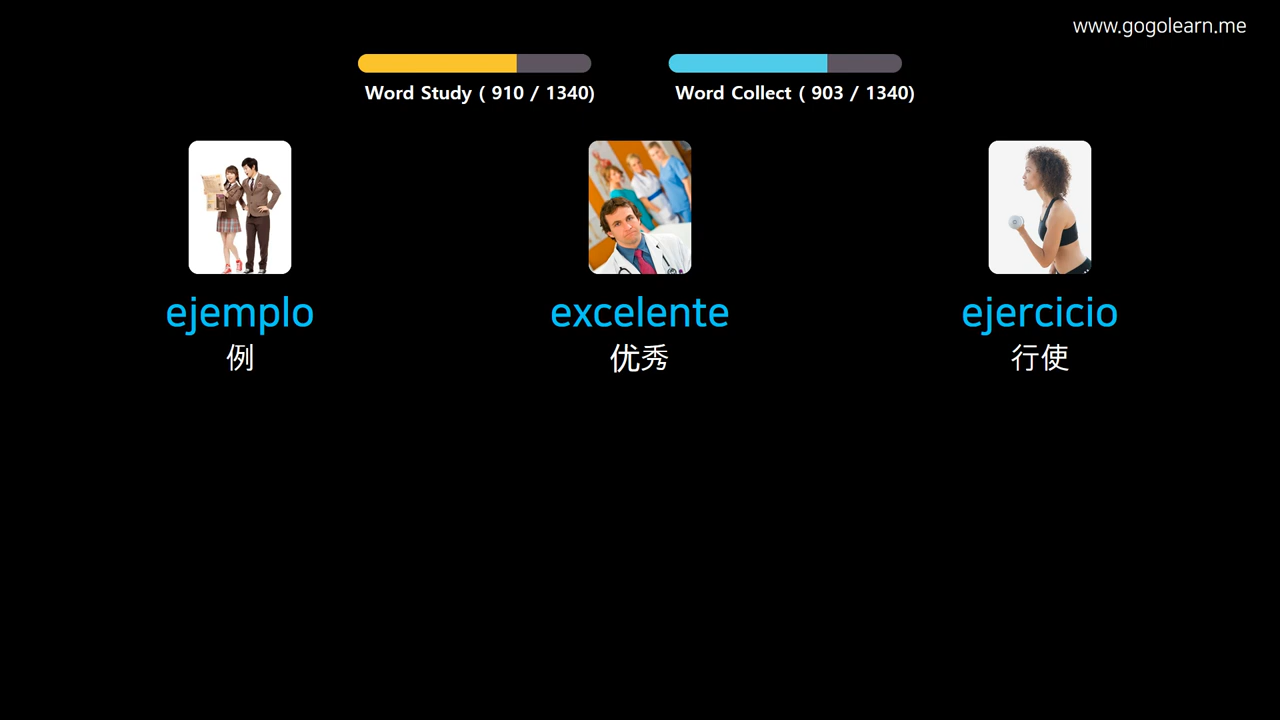 www.gogolearn.me
Word Study ( 910 / 1340)
Word Collect ( 903 / 1340)
ejemplo
例
excelente
优秀
ejercicio
行使